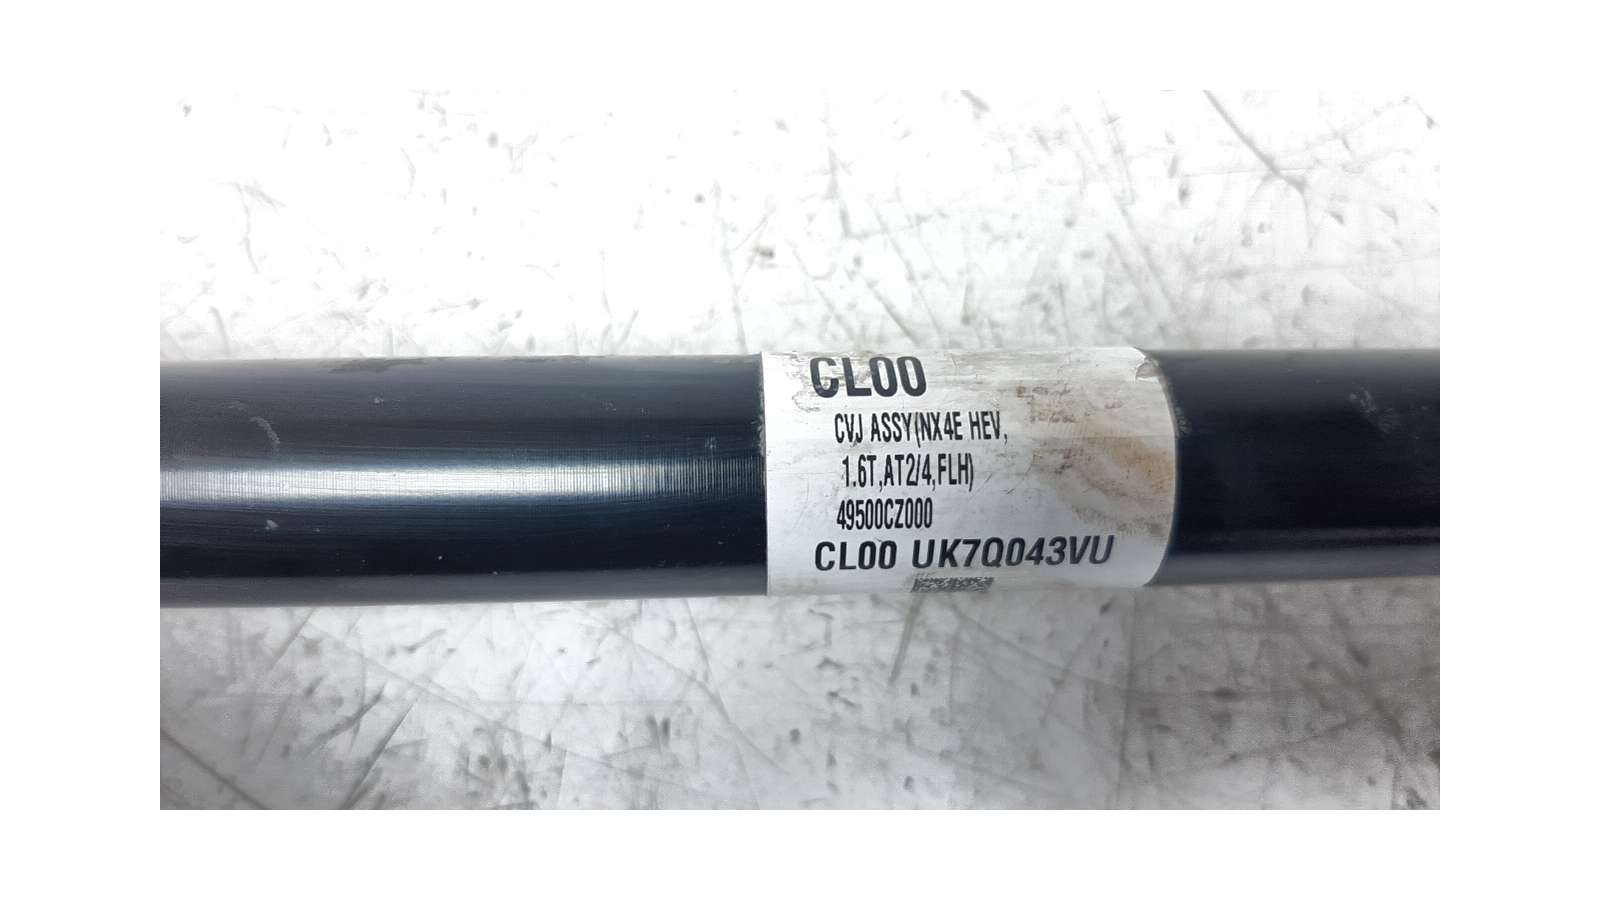 CL00
CVJ ASSY(NX4E HEV,
1.6T,AT2/4,FLH)
49500CZ000
CL00 UK7Q043VU